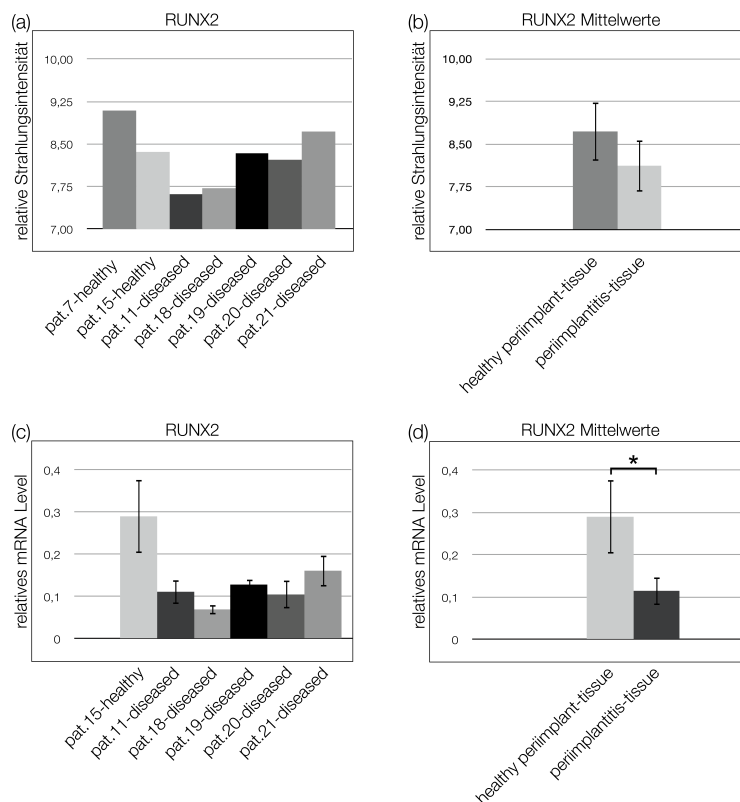 (a)
RUNX2
relative Strahlungsintensität
10,00
9,25
8,50
7,75
7,00
pat.7-healthy
pat.15-healthy
pat.11-diseased
pat.18-diseased
pat.19-diseased
pat.20-diseased
pat.21-diseased
(b)
RUNX2 Mittelwerte
relative Strahlungsintensität
10,00
9,25
8,50
7,75
7,00
healthy periimplant-tissue
periimplantitis-tissue
(c)
RUNX2
relatives mRNA Level
0,4
0,3
0,2
0,1
0
pat.15-healthy
pat.11-diseased
pat.18-diseased
pat.19-diseased
pat.20-diseased
pat.21-diseased
(d)
RUNX2 Mittelwerte
relatives mRNA Level
0,4
0,3
0,2
0,1
0
*
healthy periimplant-tissue
periimplantitis-tissue